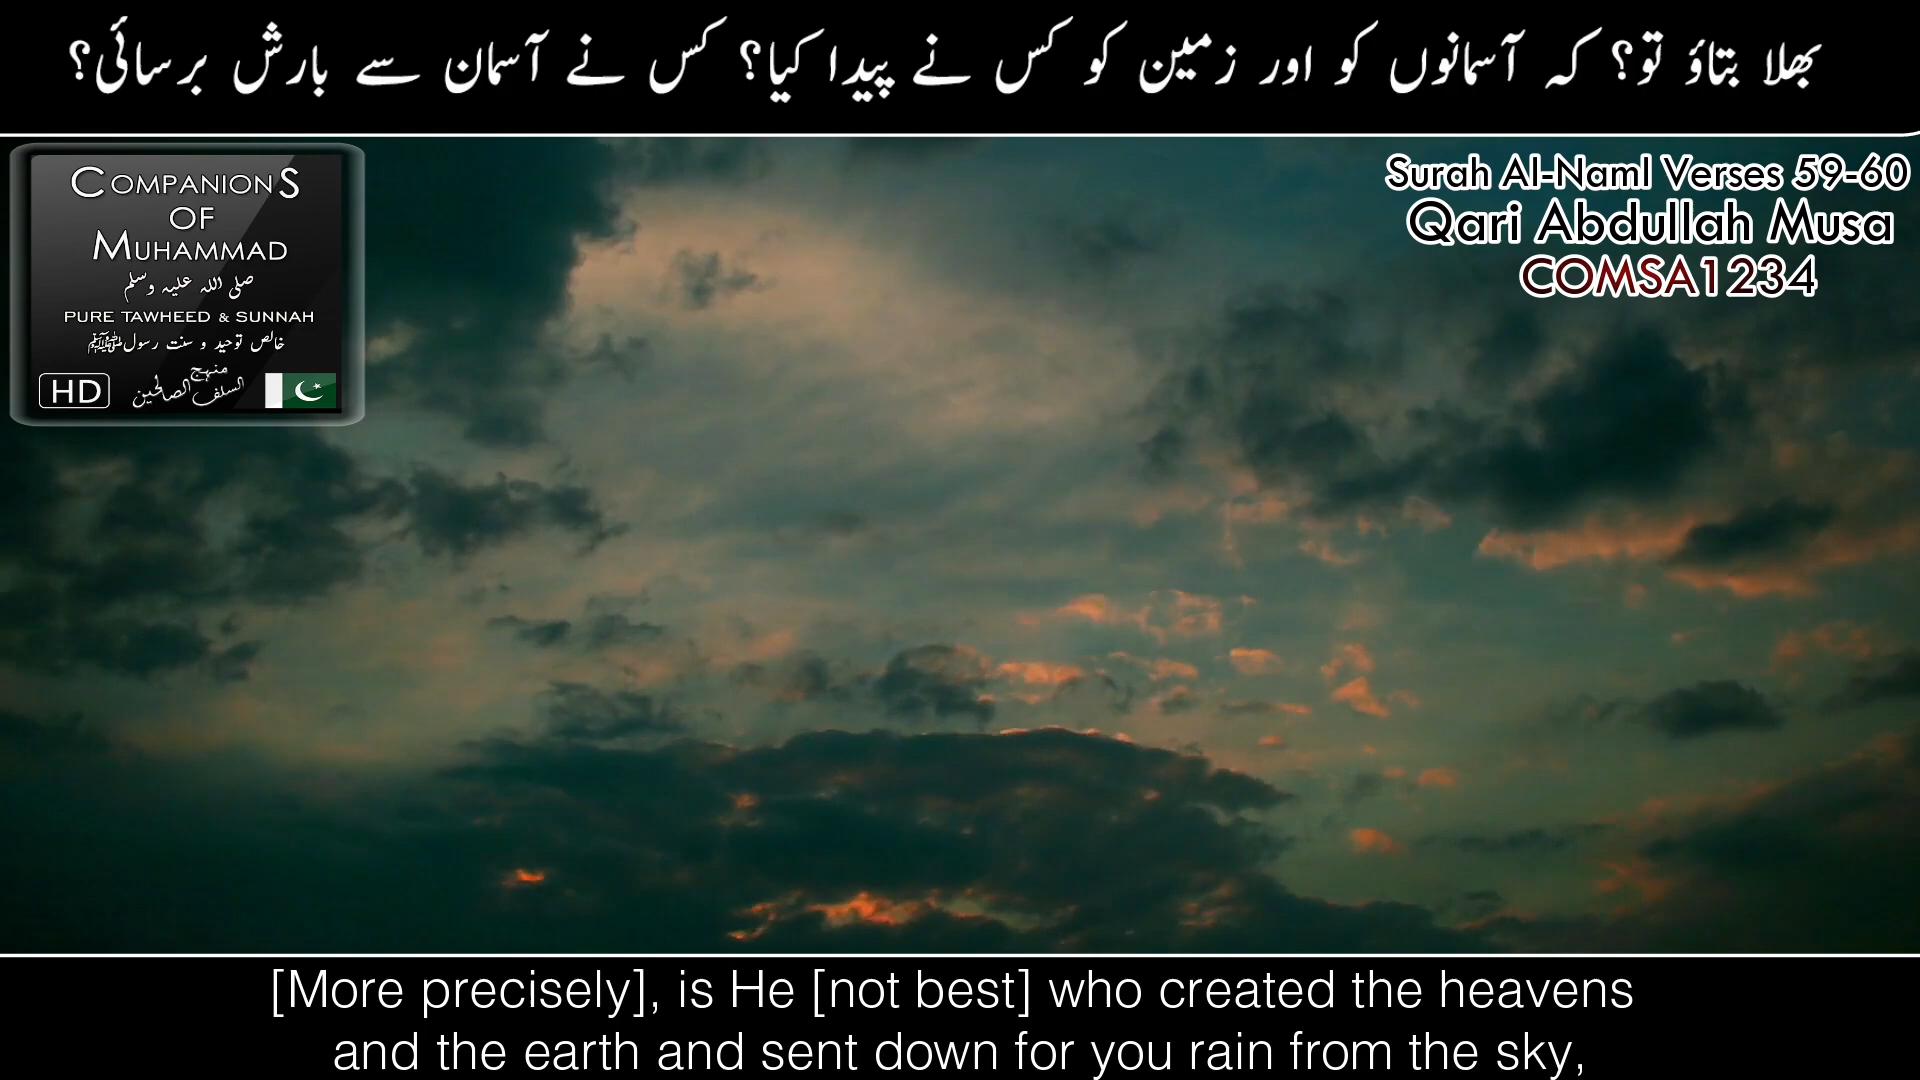 بھلا بتاؤ تو؟ کہ آسمانوں کو اور زمین کو کس نے پیدا کیا؟ کس نے آسمان سے بارش برسائی؟
COMPANIONS
OF
MUHAMMAD
صلی اللہ علیہ وسلم
PURE TAWHEED & SUNNAH
خالص توحید و سنت رسولﷺ
منہج
السلف الصالحین
HD
Surah Al-Naml Verses 59-60
Qari Abdullah Musa
COMSA1234
[More precisely], is He [not best] who created the heavens
and the earth and sent down for you rain from the sky,